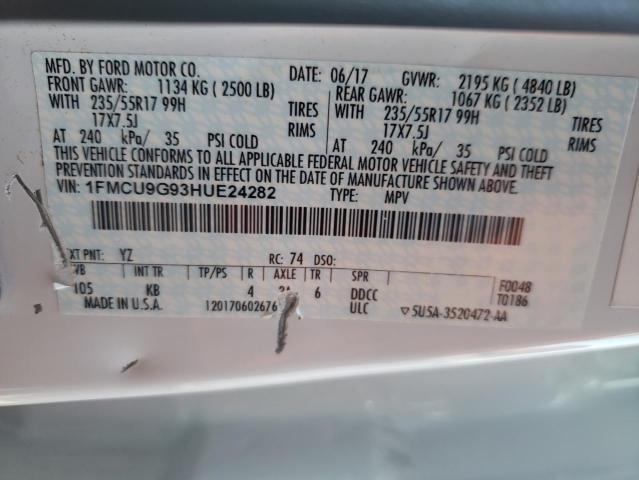 MFD. BY FORD MOTOR CO. DATE: 06/17 GVWR: 2195 KG ( 4840 LB)
FRONT GAWR: 1134 KG ( 2500 LB) REAR GAWR: 1067 KG ( 2352 LB)
WITH 235/55R17 99H TIRES WITH 235/55R17 99H TIRES
17X7.5J RIMS 17X7.5J RIMS
AT 240 kPa/ 35 PSI COLD AT 240 kPa/ 35 PSI COLD
THIS VEHICLE CONFORMS TO ALL APPLICABLE FEDERAL MOTOR VEHICLE SAFETY AND THEFT
PREVENTION STANDARDS IN EFFECT ON THE DATE OF MANUFACTURE SHOWN ABOVE.
VIN: 1FMCU9G93HUE24282 TYPE: MPV
XT PNT: YZ RC: 74 DSO:
WB INT TR TP/PS R AXLE TR SPR
105 KB 4 6 DDCC F0048
T0186
MADE IN U.S.A. 120170602676 ULC 5U5A-3520472-AA